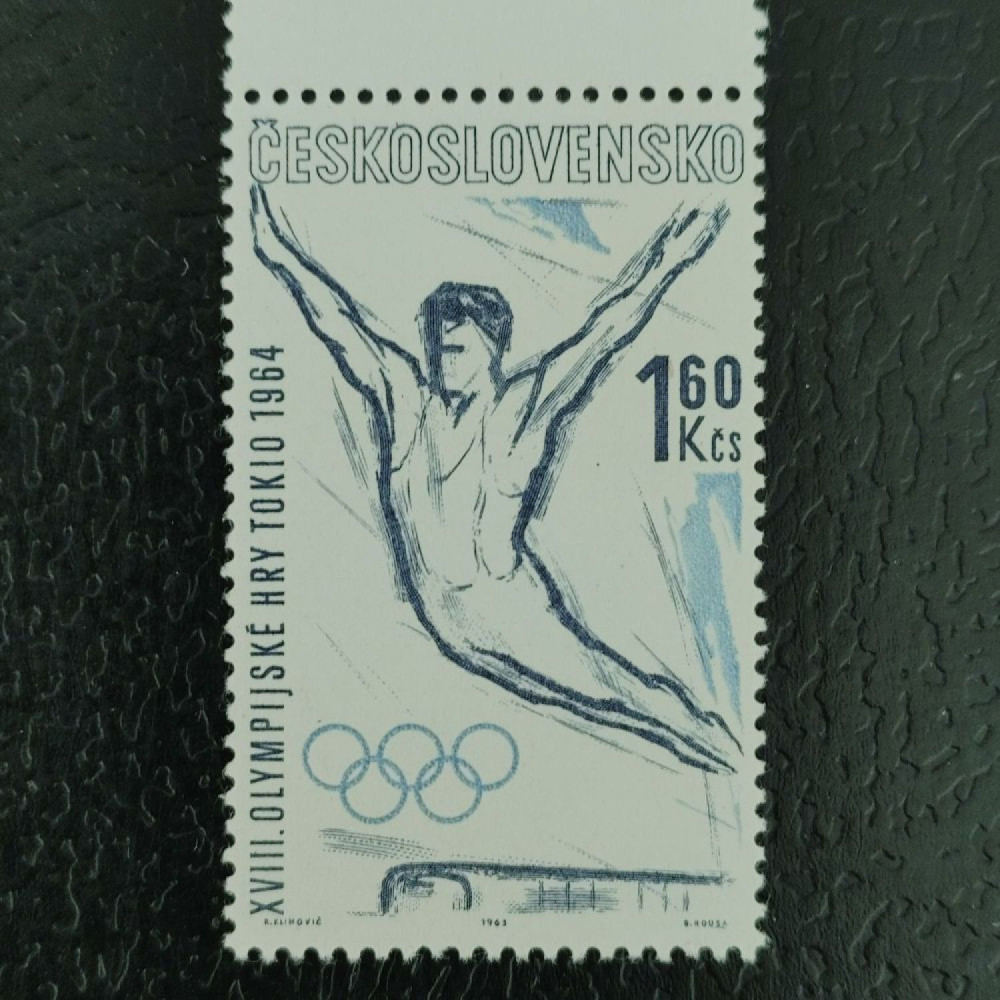 ČESKOSLOVENSKO
1 60
Kčs
XVIII. OLYMPIJSKÉ HRY TOKIO 1964
1963